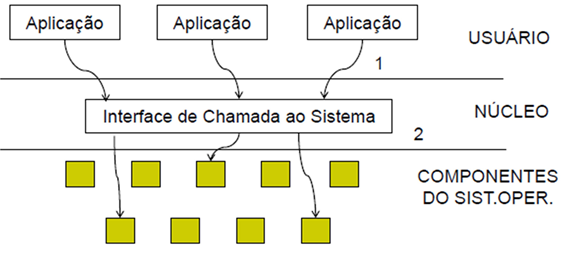 Aplicação Aplicação Aplicação
USUÁRIO
1
Interface de Chamada ao Sistema
NÚCLEO
2
COMPONENTES
DO SIST.OPER.